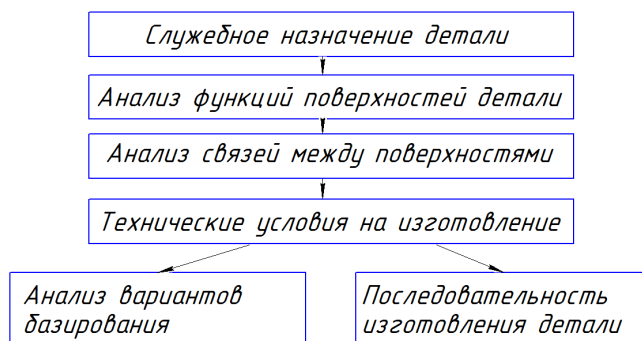 Служебное назначение детали
Анализ функций поверхностей детали
Анализ связей между поверхностями
Технические условия на изготовление
Анализ вариантов
базирования
Последовательность
изготовления детали